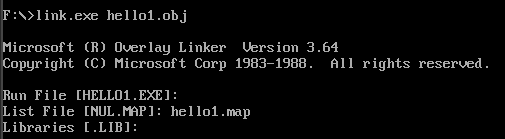 F:\>link.exe hello1.obj
Microsoft (R) Overlay Linker  Version 3.64
Copyright (C) Microsoft Corp 1983-1988.  All rights reserved.
Run File [HELLO1.EXE]:
List File [NUL.MAP]: hello1.map
Libraries [.LIB]: